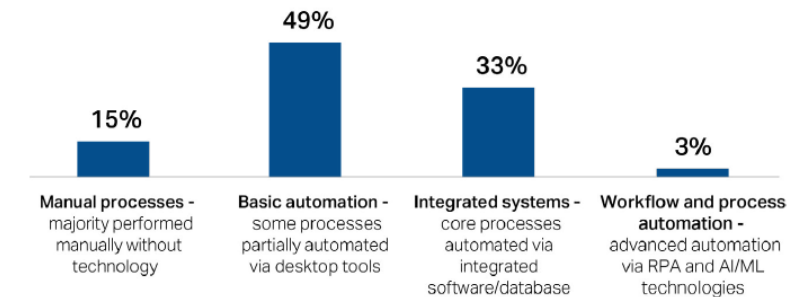 49%
33%
15%
3%
Manual processes -
majority performed
manually without
technology
Basic automation -
some processes
partially automated
via desktop tools
Integrated systems -
core processes
automated via
integrated
software/database
Workflow and process
automation -
advanced automation
via RPA and AI/ML
technologies